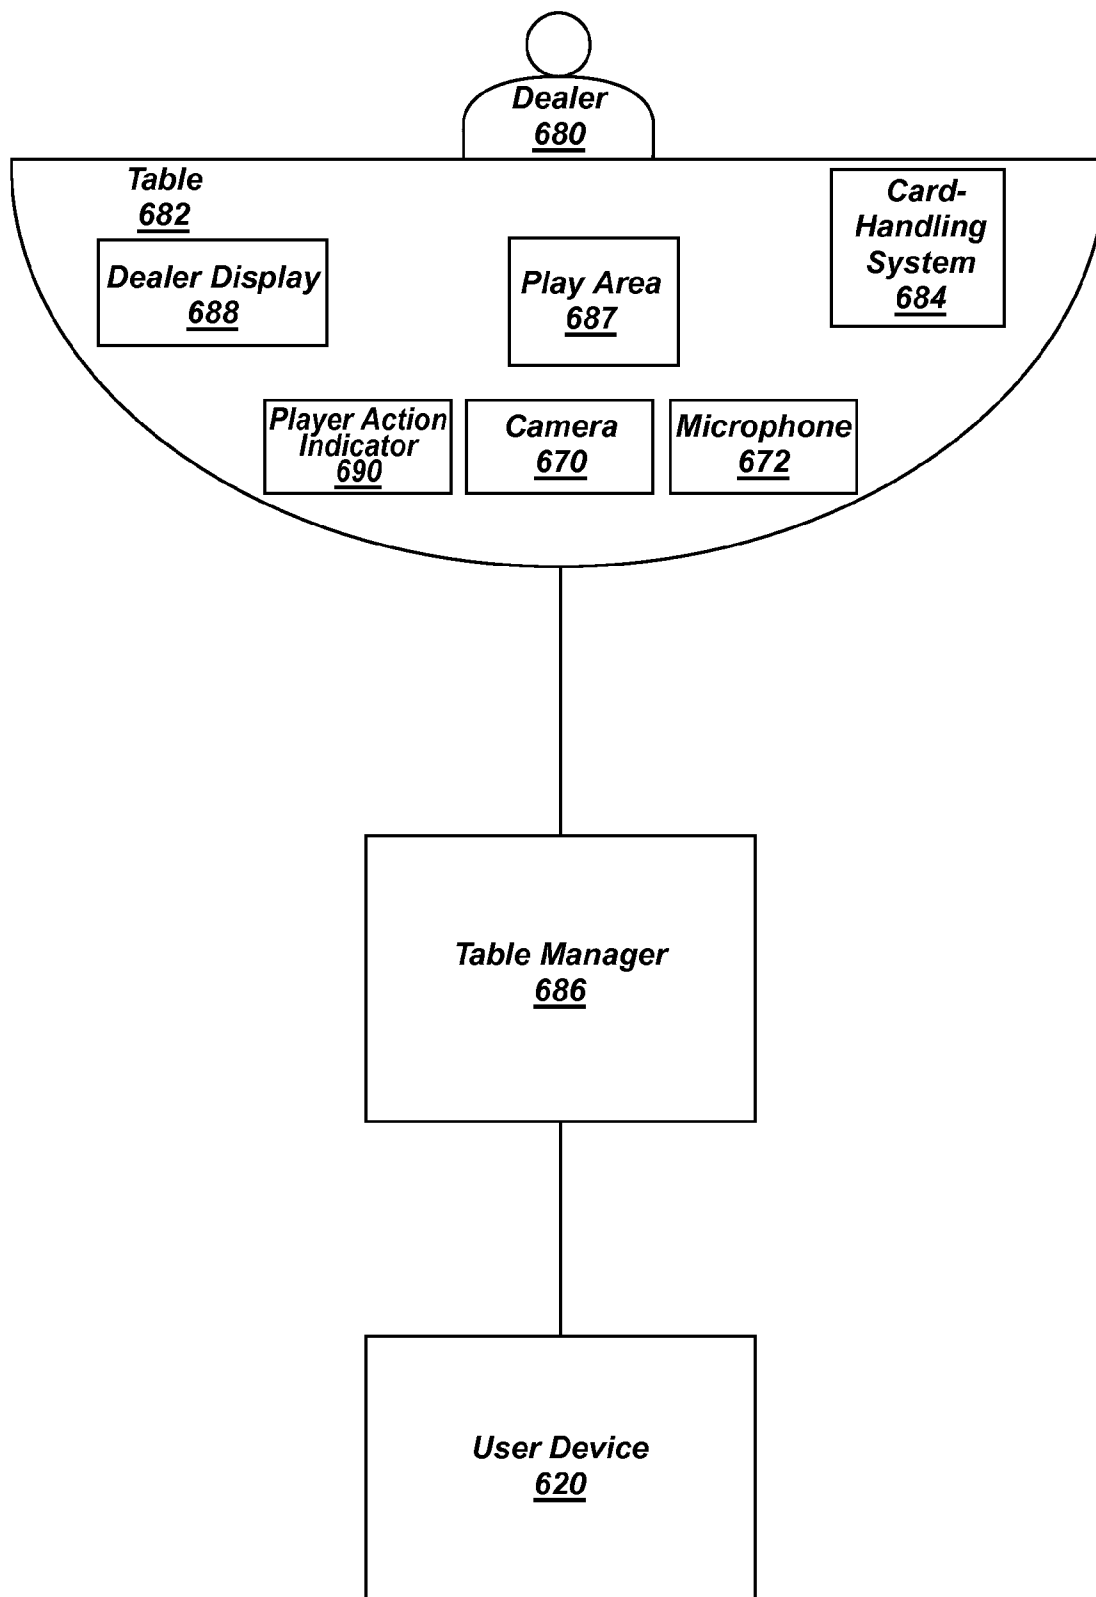 Dealer
680
Table
682
Dealer Display
688
Play Area
687
Card-
Handling
System
684
Player Action
Indicator
690
Camera
670
Microphone
672
Table Manager
686
User Device
620